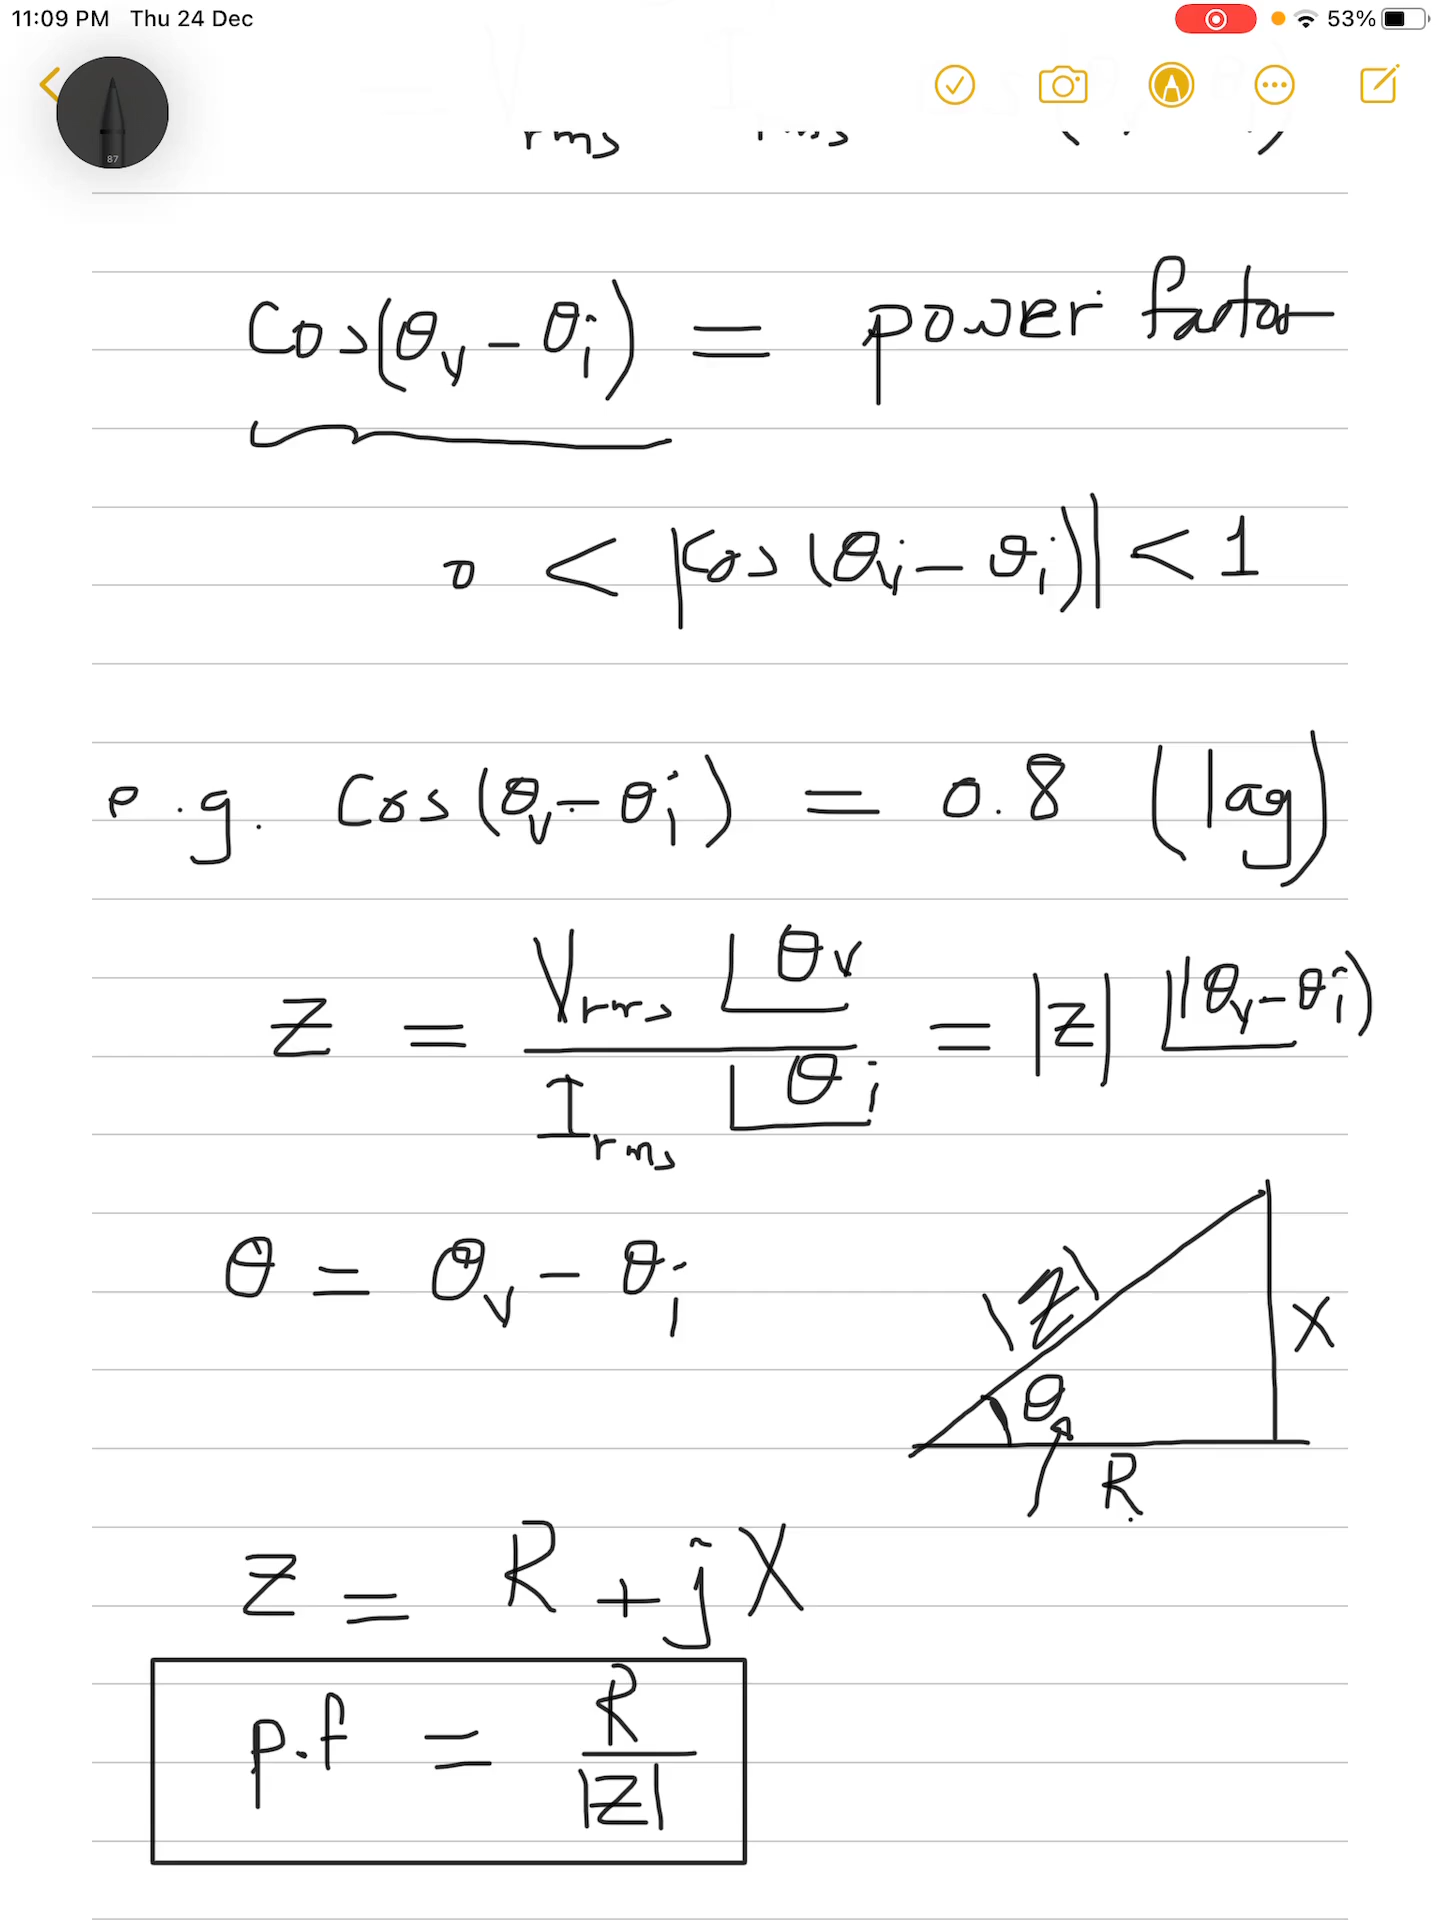 11:09 PM Thu 24 Dec 53%
87
rms rms
Cos(θv - θi) = power factor
0 < |Cos(θv - θi)| < 1
e.g. Cos(θv - θi) = 0.8 (lag)
Z = Vrms ∠θv / Irms ∠θi = |Z| ∠(θv - θi)
θ = θv - θi
|Z|
X
θ
R
Z = R + jX
p.f = R / |Z|